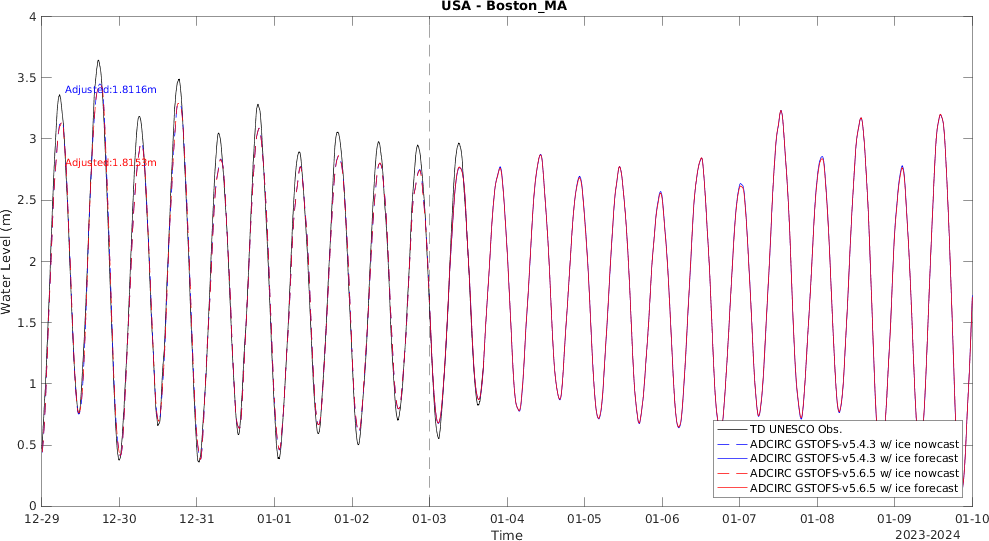 USA - Boston_MA
4
3.5
3
2.5
2
1.5
1
0.5
0
Water Level (m)
Adjusted:1.8116m
Adjusted:1.8153m
TD UNESCO Obs.
ADCIRC GSTOFS-v5.4.3 w/ ice nowcast
ADCIRC GSTOFS-v5.4.3 w/ ice forecast
ADCIRC GSTOFS-v5.6.5 w/ ice nowcast
ADCIRC GSTOFS-v5.6.5 w/ ice forecast
12-29 12-30 12-31 01-01 01-02 01-03 01-04 01-05 01-06 01-07 01-08 01-09 01-10
Time
2023-2024